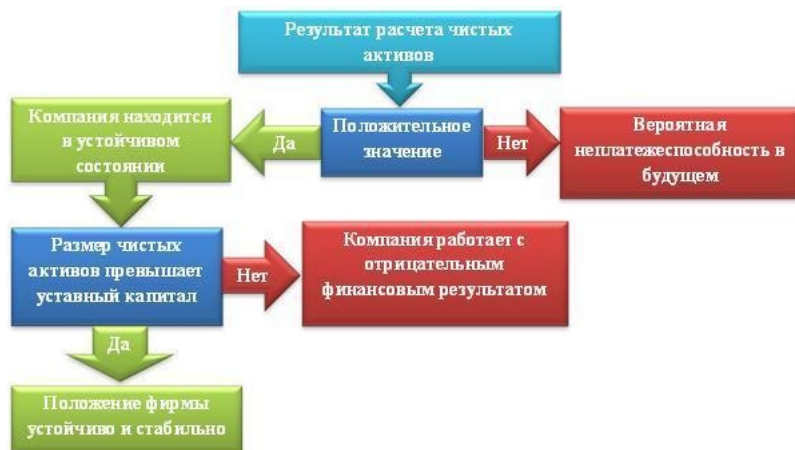 Результат расчета чистых
активов
Компания находится
в устойчивом
состоянии
Да
Положительное
значение
Нет
Вероятная
неплатежеспособность в
будущем
Размер чистых
активов превышает
уставный капитал
Нет
Компания работает с
отрицательным
финансовым результатом
Да
Положение фирмы
устойчиво и стабильно